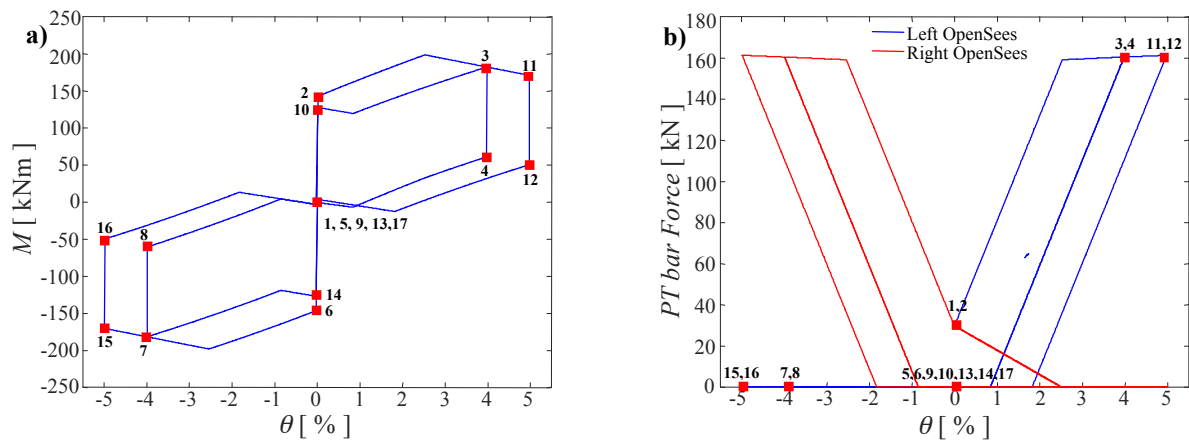 a)
250
200
150
100
50
0
-50
-100
-150
-200
-250
M [ kNm ]
-5 -4 -3 -2 -1 0 1 2 3 4 5
θ [ % ]
2
10
3
11
4
12
1, 5, 9, 13,17
16
8
14
6
15
7
b)
180
160
140
120
100
80
60
40
20
0
PT bar Force [ kN ]
-5 -4 -3 -2 -1 0 1 2 3 4 5
θ [ % ]
Left OpenSees
Right OpenSees
3,4 11,12
1,2
15,16 7,8 5,6,9,10,13,14,17